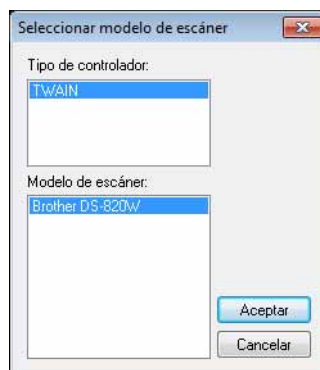 Seleccionar modelo de escáner
Tipo de controlador:
TWAIN
Modelo de escáner:
Brother DS-820W
Aceptar
Cancelar